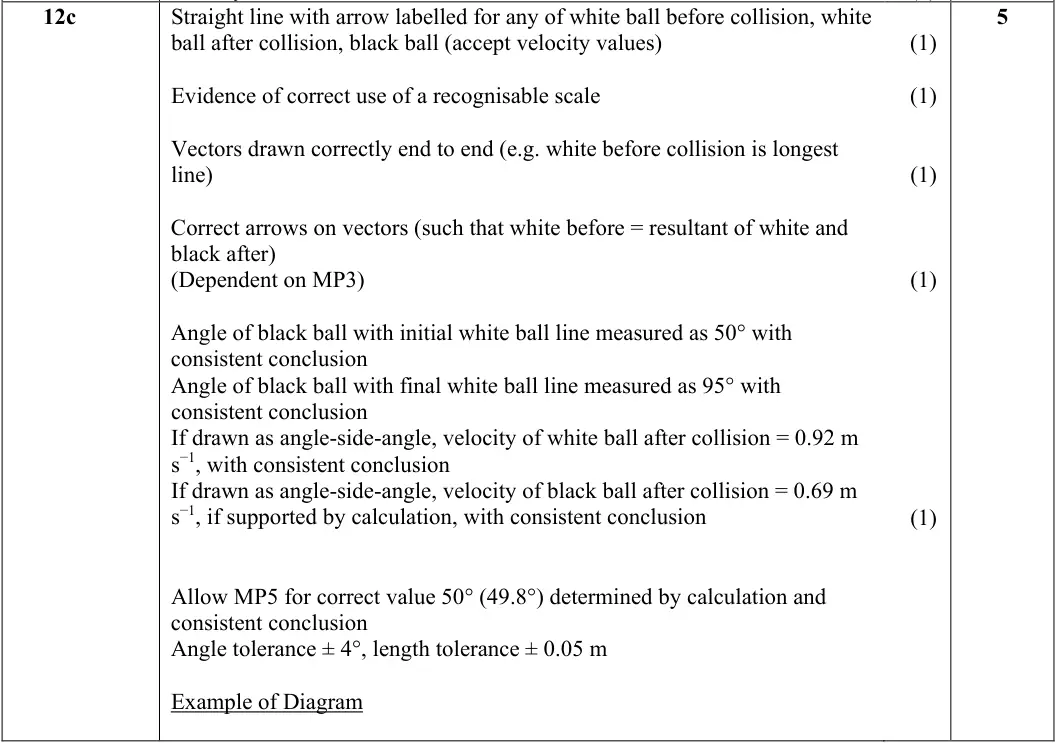 12c
Straight line with arrow labelled for any of white ball before collision, white
ball after collision, black ball (accept velocity values) (1)
5
Evidence of correct use of a recognisable scale (1)
Vectors drawn correctly end to end (e.g. white before collision is longest
line) (1)
Correct arrows on vectors (such that white before = resultant of white and
black after)
(Dependent on MP3) (1)
Angle of black ball with initial white ball line measured as 50° with
consistent conclusion
Angle of black ball with final white ball line measured as 95° with
consistent conclusion
If drawn as angle-side-angle, velocity of white ball after collision = 0.92 m
s⁻¹, with consistent conclusion
If drawn as angle-side-angle, velocity of black ball after collision = 0.69 m
s⁻¹, if supported by calculation, with consistent conclusion (1)
Allow MP5 for correct value 50° (49.8°) determined by calculation and
consistent conclusion
Angle tolerance ± 4°, length tolerance ± 0.05 m
Example of Diagram